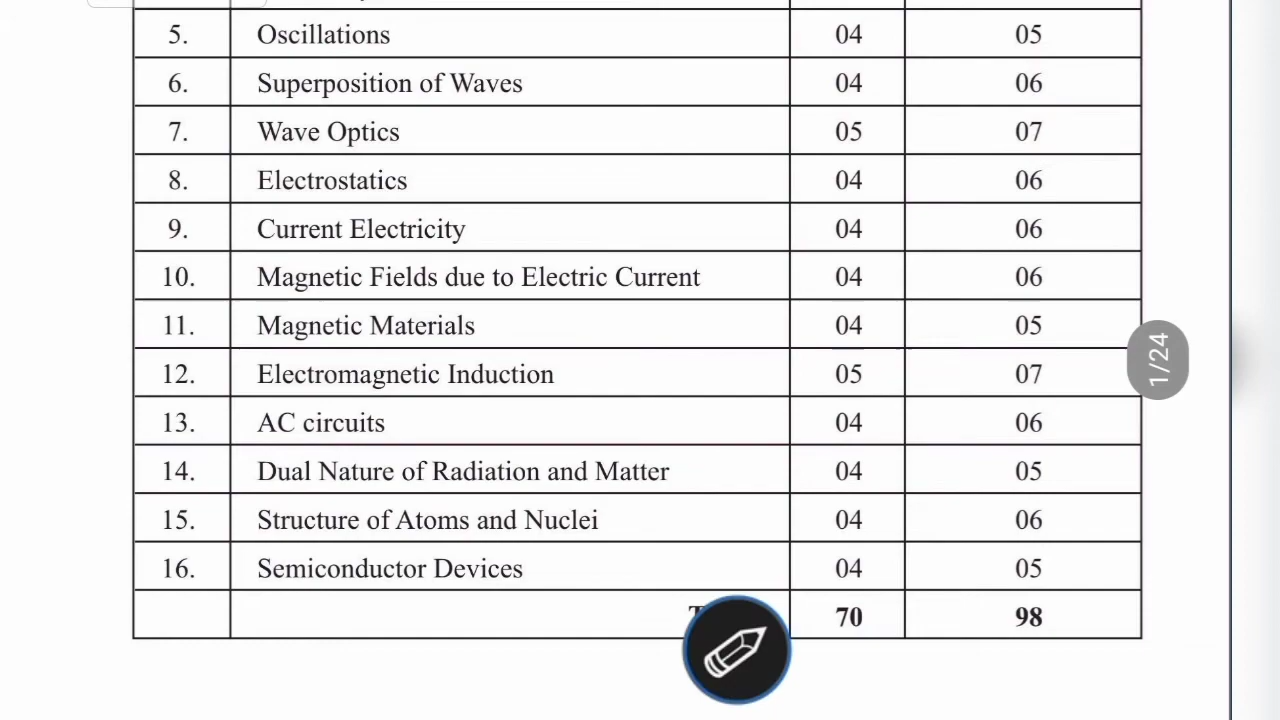 5. Oscillations 04 05
6. Superposition of Waves 04 06
7. Wave Optics 05 07
8. Electrostatics 04 06
9. Current Electricity 04 06
10. Magnetic Fields due to Electric Current 04 06
11. Magnetic Materials 04 05
12. Electromagnetic Induction 05 07
13. AC circuits 04 06
14. Dual Nature of Radiation and Matter 04 05
15. Structure of Atoms and Nuclei 04 06
16. Semiconductor Devices 04 05
70 98
1/24